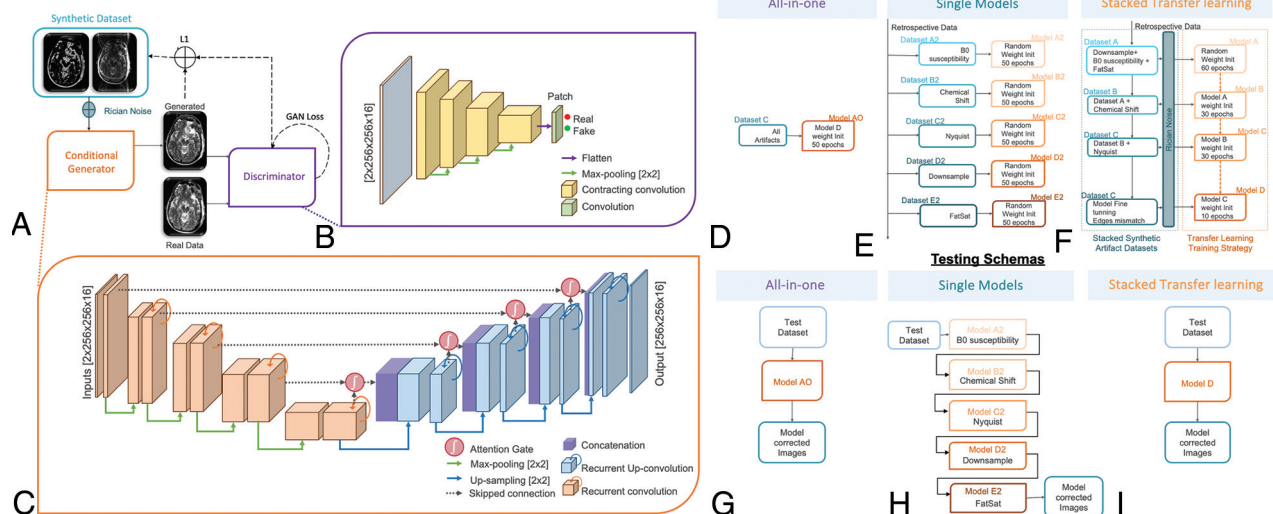 Synthetic Dataset
L1
Generated
Rician Noise
GAN Loss
Conditional
Generator
Discriminator
Real Data
A
[2x256x256x16]
Patch
Real
Fake
Flatten
Max-pooling [2x2]
Contracting convolution
Convolution
B
Inputs [2x256x256x16]
Output [256x256x16]
Attention Gate
Max-pooling [2x2]
Up-sampling [2x2]
Skipped connection
Concatenation
Recurrent Up-convolution
Recurrent convolution
C
All-in-one
Dataset C
All
Artifacts
Model AO
Model D
weight Init
50 epochs
D
Single Models
Retrospective Data
Dataset A2
B0
susceptibility
Model A2
Random
Weight Init
50 epochs
Dataset B2
Chemical
Shift
Model B2
Random
Weight Init
50 epochs
Dataset C2
Nyquist
Model C2
Random
Weight Init
50 epochs
Dataset D2
Downsample
Model D2
Random
Weight Init
50 epochs
Dataset E2
FatSat
Model E2
Random
Weight Init
50 epochs
E
Stacked Transfer learning
Retrospective Data
Dataset A
Downsample+
B0 susceptibility +
FatSat
Model A
Random
Weight Init
60 epochs
Dataset B
Dataset A +
Chemical Shift
Model B
Model A
weight Init
30 epochs
Dataset C
Dataset B +
Nyquist
Model C
Model B
weight Init
30 epochs
Dataset C
Model Fine
tunning
Edges mismatch
Model D
Model C
weight Init
10 epochs
Rician Noise
Stacked Synthetic
Artifact Datasets
Transfer Learning
Training Strategy
F
Testing Schemas
All-in-one
Test
Dataset
Model AO
Model
corrected
Images
G
Single Models
Test
Dataset
Model A2
B0 susceptibility
Model B2
Chemical Shift
Model C2
Nyquist
Model D2
Downsample
Model E2
FatSat
Model
corrected
Images
H
Stacked Transfer learning
Test
Dataset
Model D
Model
corrected
Images
I